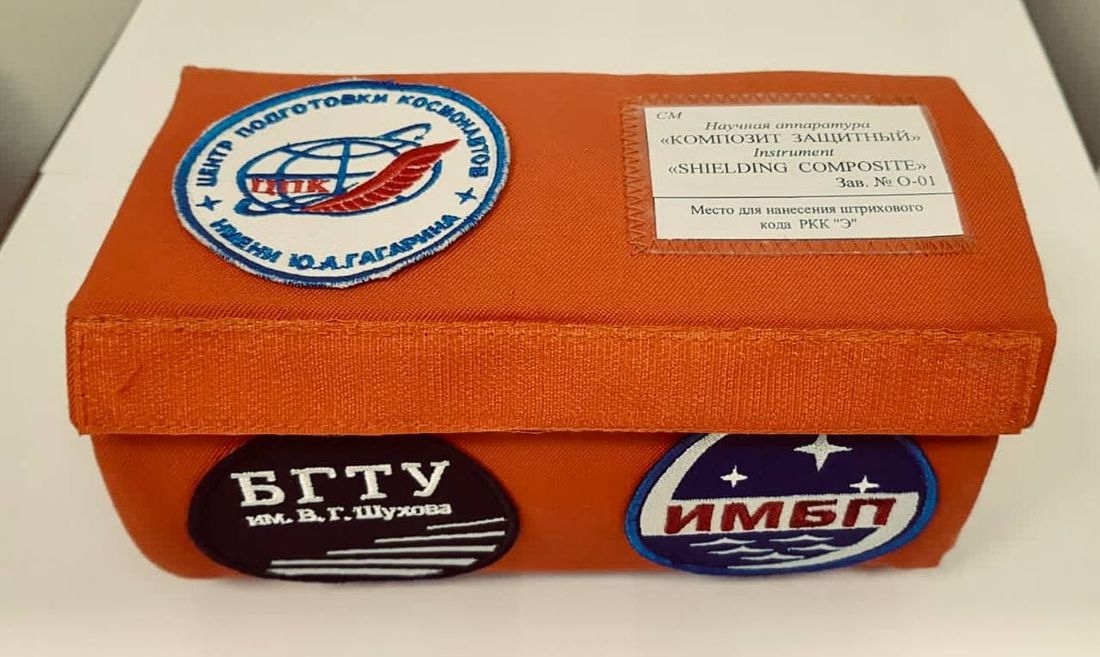 ЦЕНТР ПОДГОТОВКИ КОСМОНАВТОВ
ЦПК
ИМЕНИ Ю.А.ГАГАРИНА
СМ
Научная аппаратура
«КОМПОЗИТ ЗАЩИТНЫЙ»
Instrument
«SHIELDING COMPOSITE»
Зав. № О-01
Место для нанесения штрихового
кода РКК "Э"
БГТУ
им. В. Г. Шухова
ИМБП